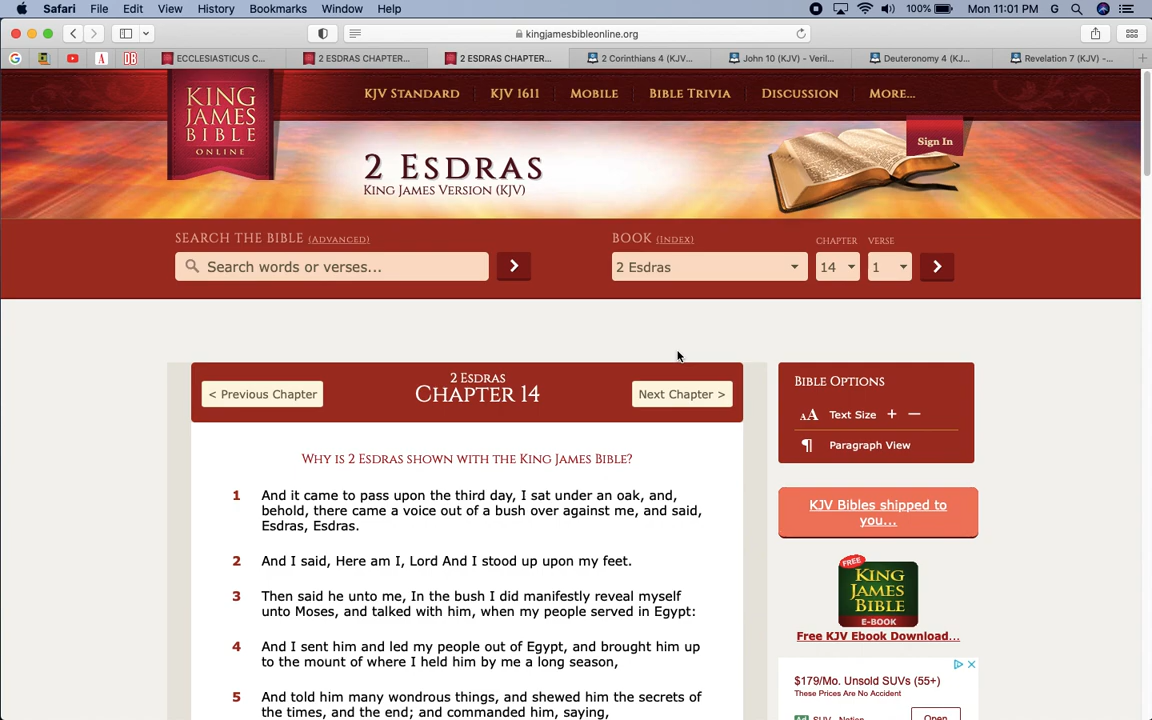 Safari File Edit View History Bookmarks Window Help 100% Mon 11:01 PM G
kingjamesbibleonline.org
G A DB ECCLESIASTICUS C... 2 ESDRAS CHAPTER... 2 ESDRAS CHAPTER... 2 Corinthians 4 (KJV... John 10 (KJV) - Veril... Deuteronomy 4 (KJ... Revelation 7 (KJV) -...
KING
JAMES
BIBLE
ONLINE
KJV STANDARD KJV 1611 MOBILE BIBLE TRIVIA DISCUSSION MORE...
Sign In
2 ESDRAS
KING JAMES VERSION (KJV)
SEARCH THE BIBLE (ADVANCED)
Search words or verses...
BOOK (INDEX) CHAPTER VERSE
2 Esdras 14 1
2 ESDRAS
< Previous Chapter CHAPTER 14 Next Chapter >
WHY IS 2 ESDRAS SHOWN WITH THE KING JAMES BIBLE?
1 And it came to pass upon the third day, I sat under an oak, and,
behold, there came a voice out of a bush over against me, and said,
Esdras, Esdras.
2 And I said, Here am I, Lord And I stood up upon my feet.
3 Then said he unto me, In the bush I did manifestly reveal myself
unto Moses, and talked with him, when my people served in Egypt:
4 And I sent him and led my people out of Egypt, and brought him up
to the mount of where I held him by me a long season,
5 And told him many wondrous things, and shewed him the secrets of
the times, and the end; and commanded him, saying,
BIBLE OPTIONS
AA Text Size + −
¶ Paragraph View
KJV Bibles shipped to
you...
FREE
KING
JAMES
BIBLE
E-BOOK
Free KJV Ebook Download...
$179/Mo. Unsold SUVs (55+)
These Prices Are No Accident
Ad SUV - Notion Open